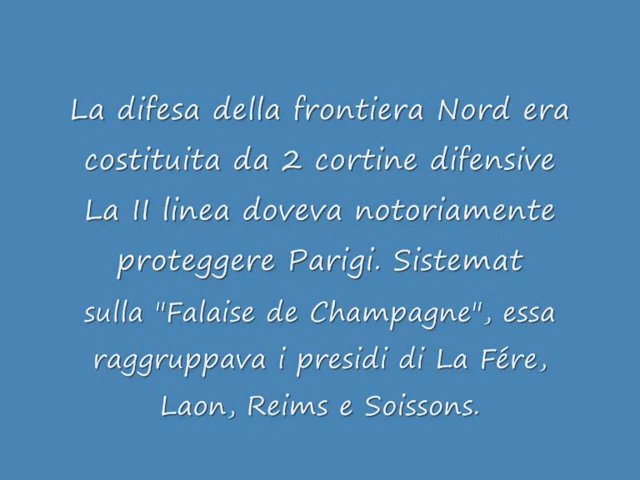 La difesa della frontiera Nord era
costituita da 2 cortine difensive
La II linea doveva notoriamente
proteggere Parigi. Sistemat
sulla "Falaise de Champagne", essa
raggruppava i presidi di La Fére,
Laon, Reims e Soissons.